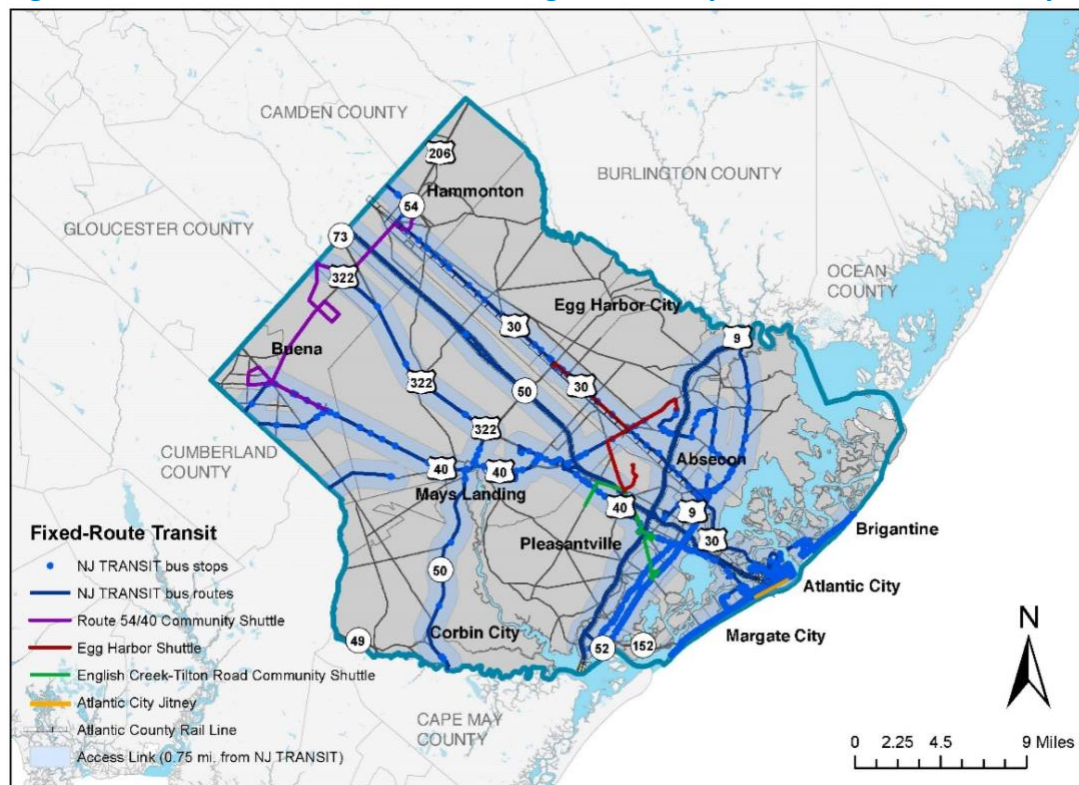 CAMDEN COUNTY
206
Hammonton
BURLINGTON COUNTY
54
GLOUCESTER COUNTY
73
322
OCEAN
COUNTY
Egg Harbor City
30
9
Buena
322
30
50
322
CUMBERLAND
COUNTY
40
40
Absecon
Mays Landing
40
9
Pleasantville
30
Brigantine
Atlantic City
50
Margate City
Corbin City
49
52
152
CAPE MAY
COUNTY
Fixed-Route Transit
NJ TRANSIT bus stops
NJ TRANSIT bus routes
Route 54/40 Community Shuttle
Egg Harbor Shuttle
English Creek-Tilton Road Community Shuttle
Atlantic City Jitney
Atlantic County Rail Line
Access Link (0.75 mi. from NJ TRANSIT)
N
0 2.25 4.5 9 Miles